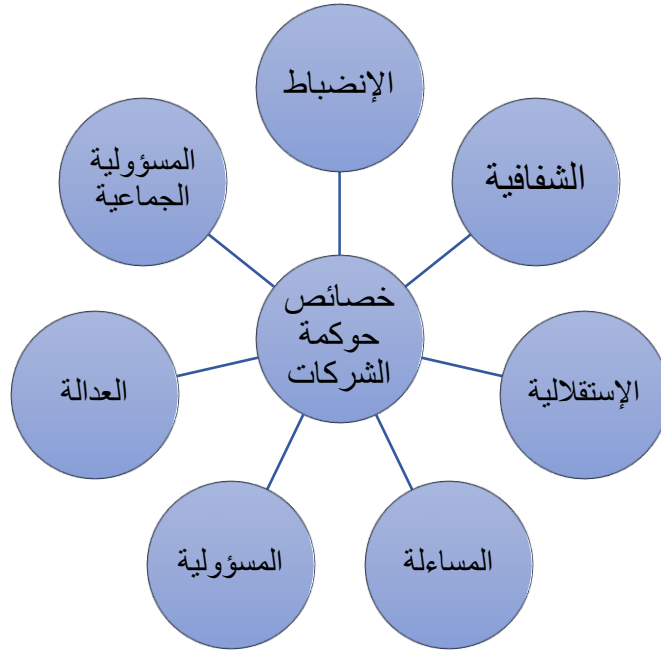 الإنضباط
الشفافية
الإستقلالية
المساءلة
المسؤولية
العدالة
المسؤولية
الجماعية
خصائص
حوكمة
الشركات